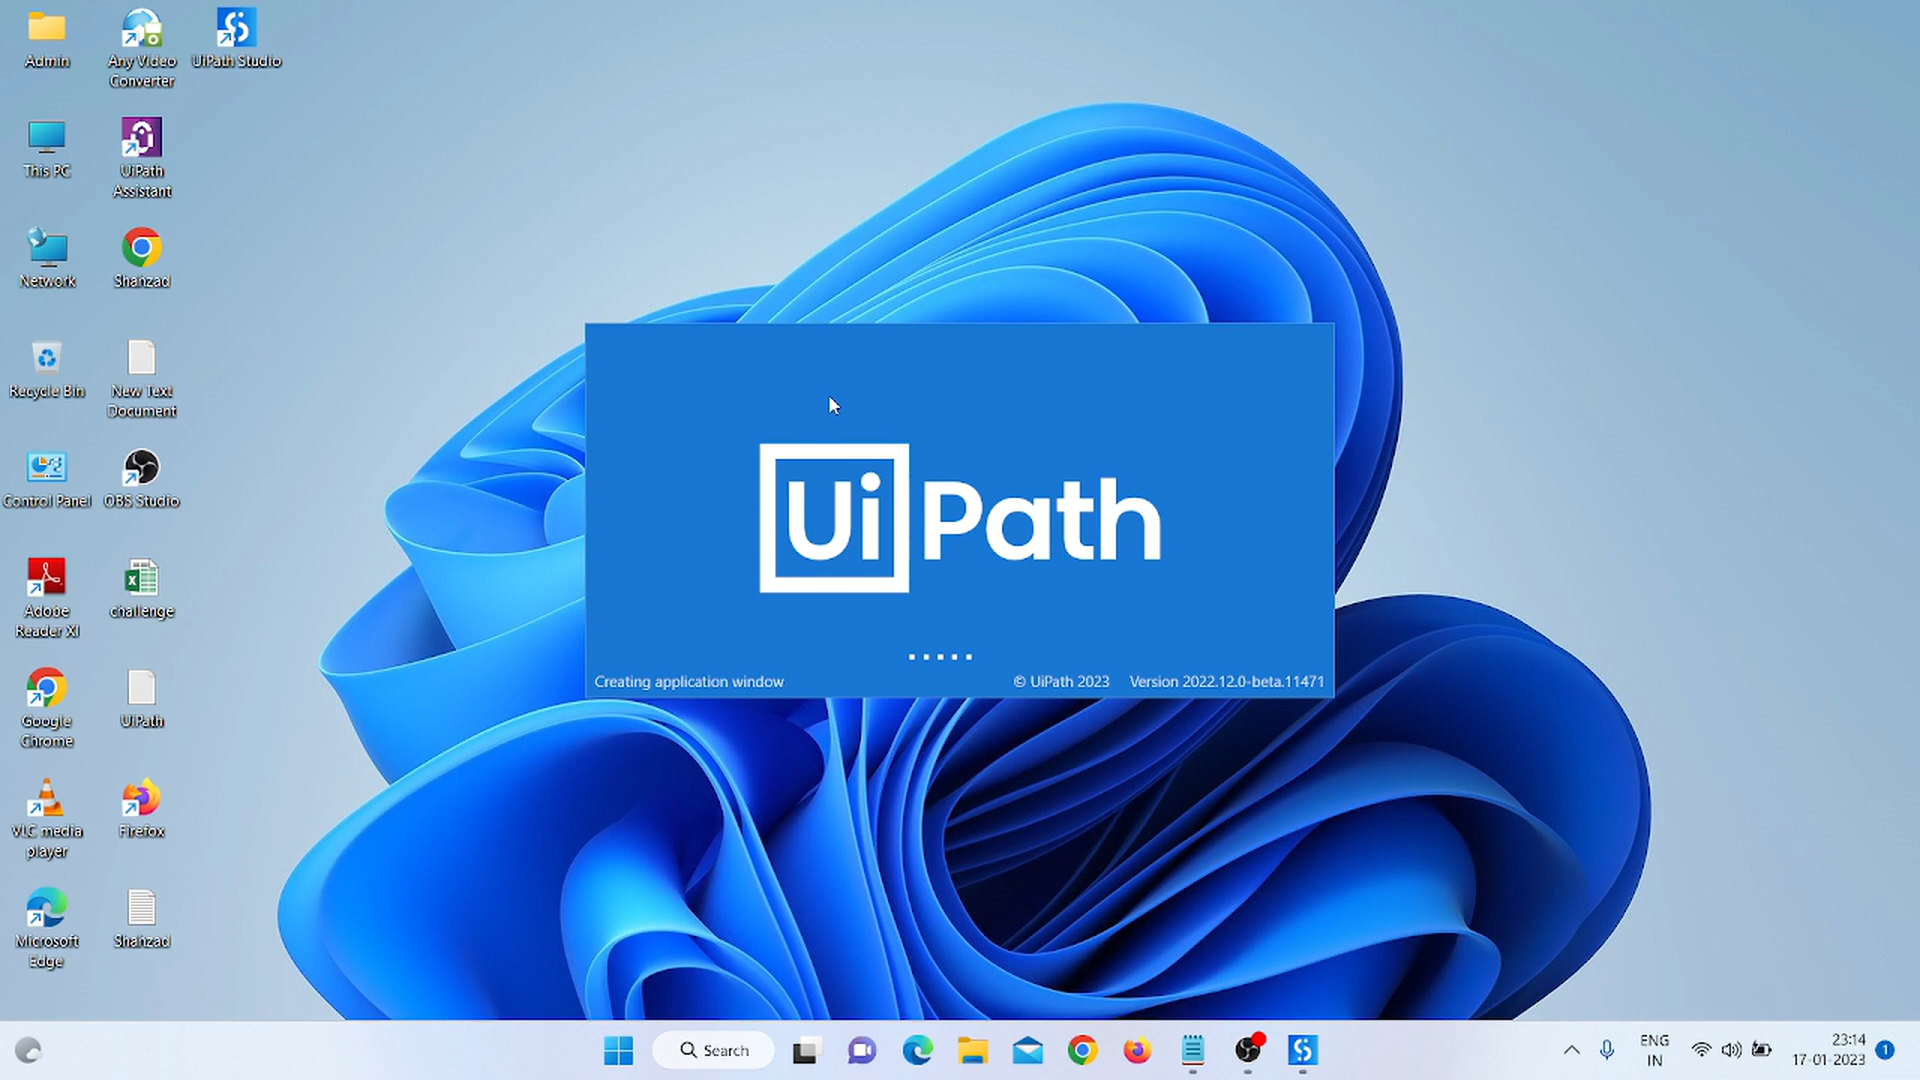 Admin
Any Video
Converter
UiPath Studio
This PC
UiPath
Assistant
Network
Shahzad
Recycle Bin
New Text
Document
Control Panel
OBS Studio
Adobe
Reader XI
challenge
Google
Chrome
UiPath
VLC media
player
Firefox
Microsoft
Edge
Shahzad
UiPath
Creating application window
© UiPath 2023
Version 2022.12.0-beta.11471
Search
ENG
IN
23:14
17-01-2023
1